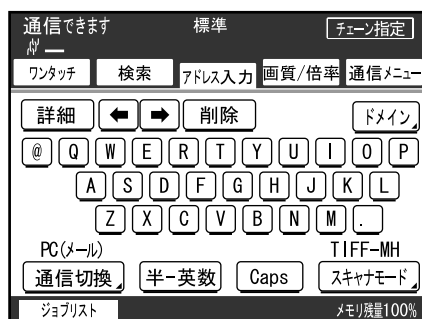 通信できます 標準 チェーン指定
ワンタッチ 検索 アドレス入力 画質/倍率 通信メニュー
詳細 ← → 削除 ドメイン
@ Q W E R T Y U I O P
A S D F G H J K L
Z X C V B N M .
PC(メール) TIFF-MH
通信切換 半-英数 Caps スキャナモード
ジョブリスト メモリ残量100%